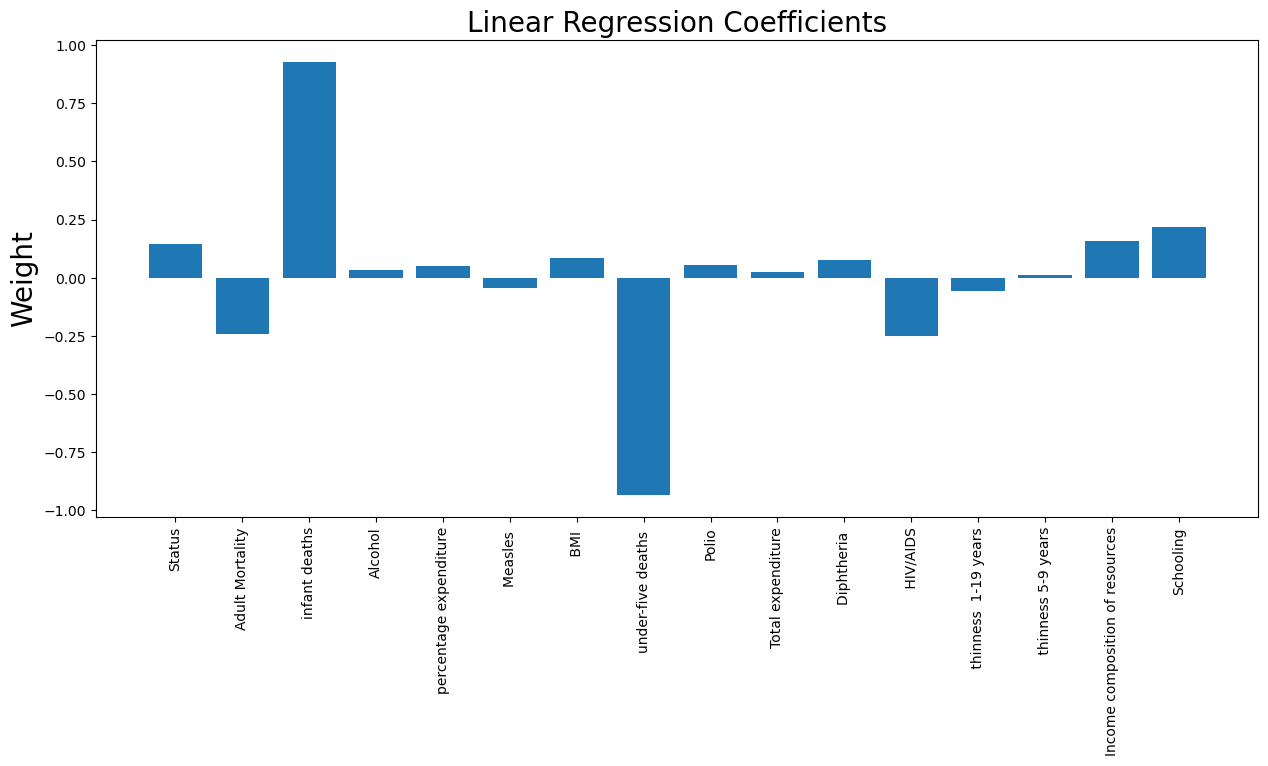 Linear Regression Coefficients
Weight
1.00
0.75
0.50
0.25
0.00
−0.25
−0.50
−0.75
−1.00
Status
Adult Mortality
infant deaths
Alcohol
percentage expenditure
Measles
BMI
under-five deaths
Polio
Total expenditure
Diphtheria
HIV/AIDS
thinness  1-19 years
thinness 5-9 years
Income composition of resources
Schooling